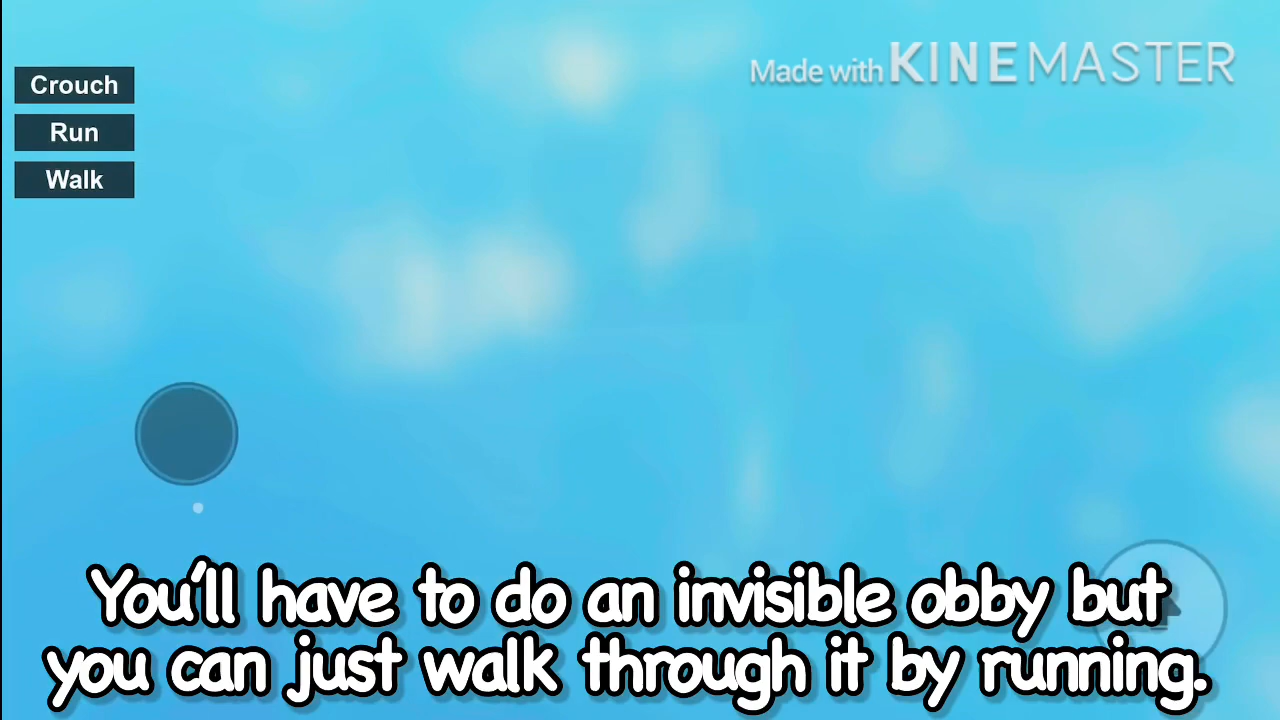 Made with KINEMASTER
Crouch
Run
Walk
You'll have to do an invisible obby but
you can just walk through it by running.